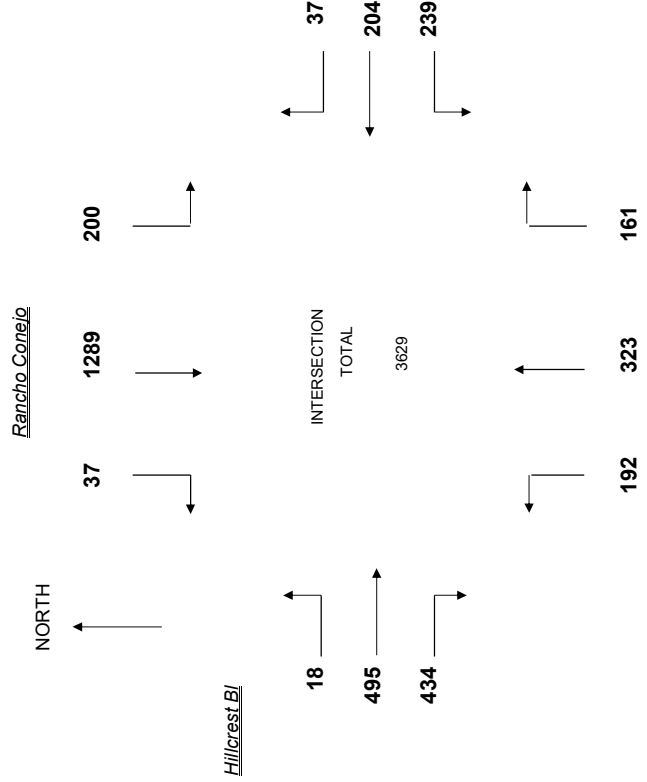 Rancho Conejo
NORTH
37
1289
200
Hillcrest Bl
18
495
434
INTERSECTION
TOTAL
3629
37
204
239
192
323
161